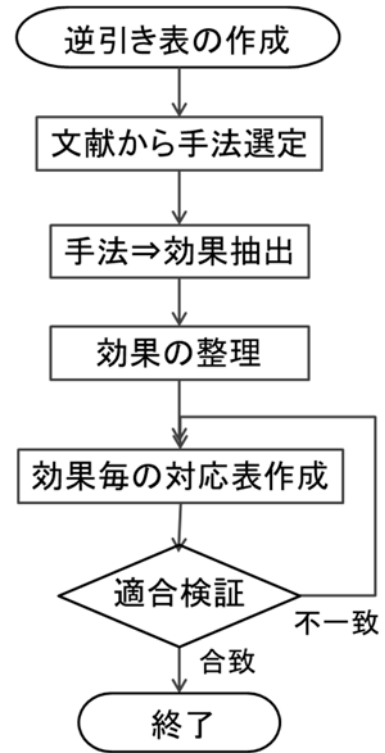 逆引き表の作成
文献から手法選定
手法⇒効果抽出
効果の整理
効果毎の対応表作成
適合検証
不一致
合致
終了